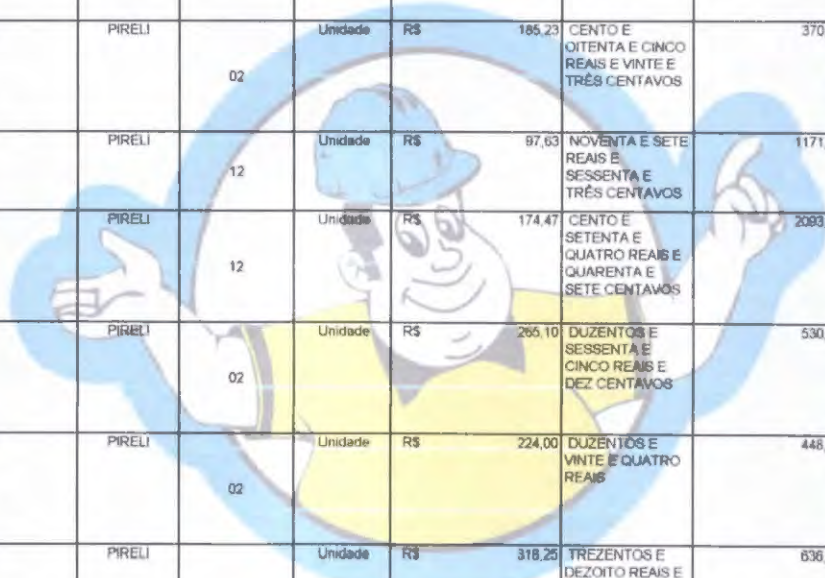 PIRELI 02 Unidade R$ 185,23 CENTO E
OITENTA E CINCO
REAIS E VINTE E
TRÊS CENTAVOS 370
PIRELI 12 Unidade R$ 97,63 NOVENTA E SETE
REAIS E
SESSENTA E
TRÊS CENTAVOS 1171,
PIRELI 12 Unidade R$ 174,47 CENTO E
SETENTA E
QUATRO REAIS E
QUARENTA E
SETE CENTAVOS 2093,
PIRELI 02 Unidade R$ 265,10 DUZENTOS E
SESSENTA E
CINCO REAIS E
DEZ CENTAVOS 530,
PIRELI 02 Unidade R$ 224,00 DUZENTOS E
VINTE E QUATRO
REAIS 448,
PIRELI Unidade R$ 318,25 TREZENTOS E
DEZOITO REAIS E 636,